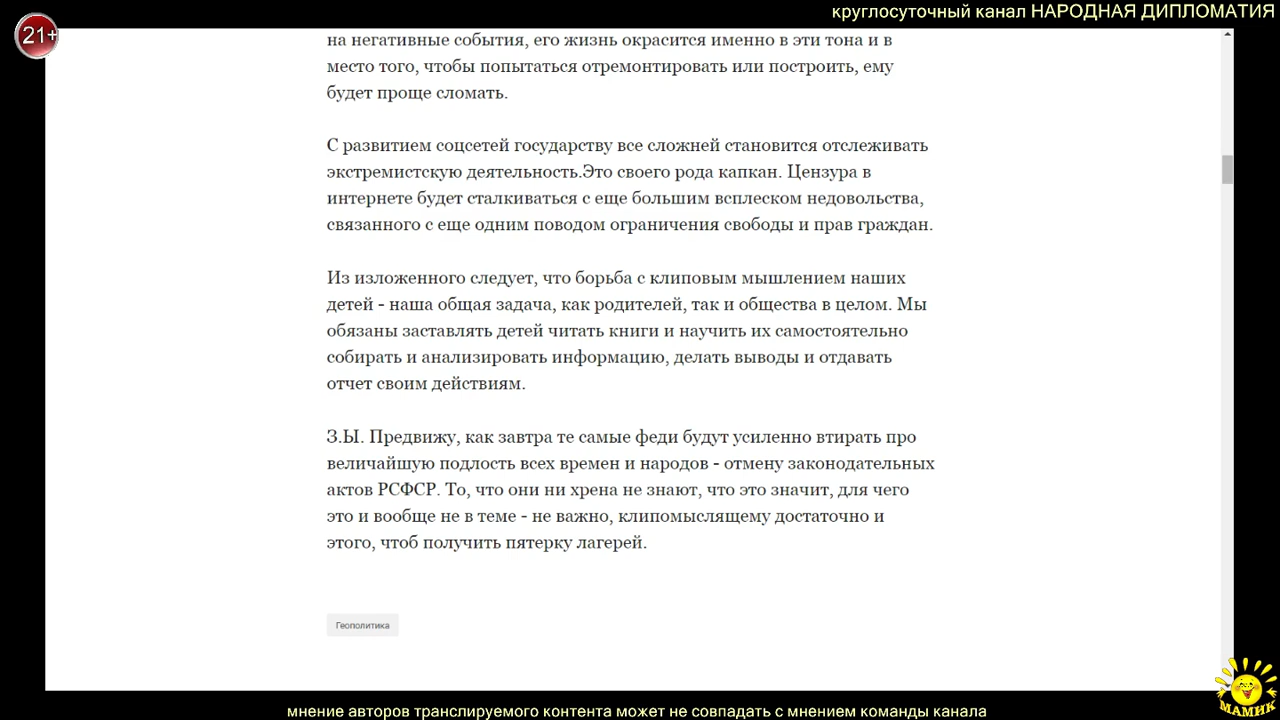 круглосуточный канал НАРОДНАЯ ДИПЛОМАТИЯ
21+
на негативные события, его жизнь окрасится именно в эти тона и в
место того, чтобы попытаться отремонтировать или построить, ему
будет проще сломать.
С развитием соцсетей государству все сложней становится отслеживать
экстремистскую деятельность.Это своего рода капкан. Цензура в
интернете будет сталкиваться с еще большим всплеском недовольства,
связанного с еще одним поводом ограничения свободы и прав граждан.
Из изложенного следует, что борьба с клиповым мышлением наших
детей - наша общая задача, как родителей, так и общества в целом. Мы
обязаны заставлять детей читать книги и научить их самостоятельно
собирать и анализировать информацию, делать выводы и отдавать
отчет своим действиям.
З.Ы. Предвижу, как завтра те самые феди будут усиленно втирать про
величайшую подлость всех времен и народов - отмену законодательных
актов РСФСР. То, что они ни хрена не знают, что это значит, для чего
это и вообще не в теме - не важно, клипомыслящему достаточно и
этого, чтоб получить пятерку лагерей.
Геополитика
МАМИК
мнение авторов транслируемого контента может не совпадать с мнением команды канала